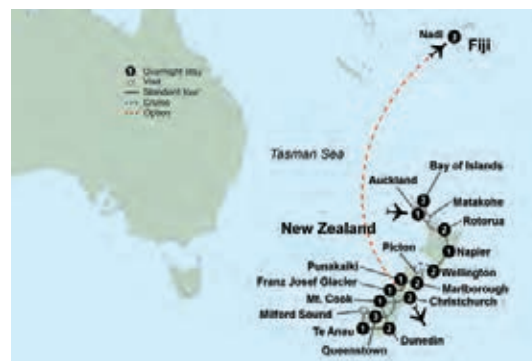 Nadi
Fiji
Overnight stay
Visit
Standard tour
Cruise
Option
Tasman Sea
Bay of Islands
Auckland
Matakohe
Rotorua
New Zealand
Napier
Picton
Wellington
Punakaiki
Marlborough
Franz Josef Glacier
Christchurch
Mt. Cook
Milford Sound
Te Anau
Dunedin
Queenstown